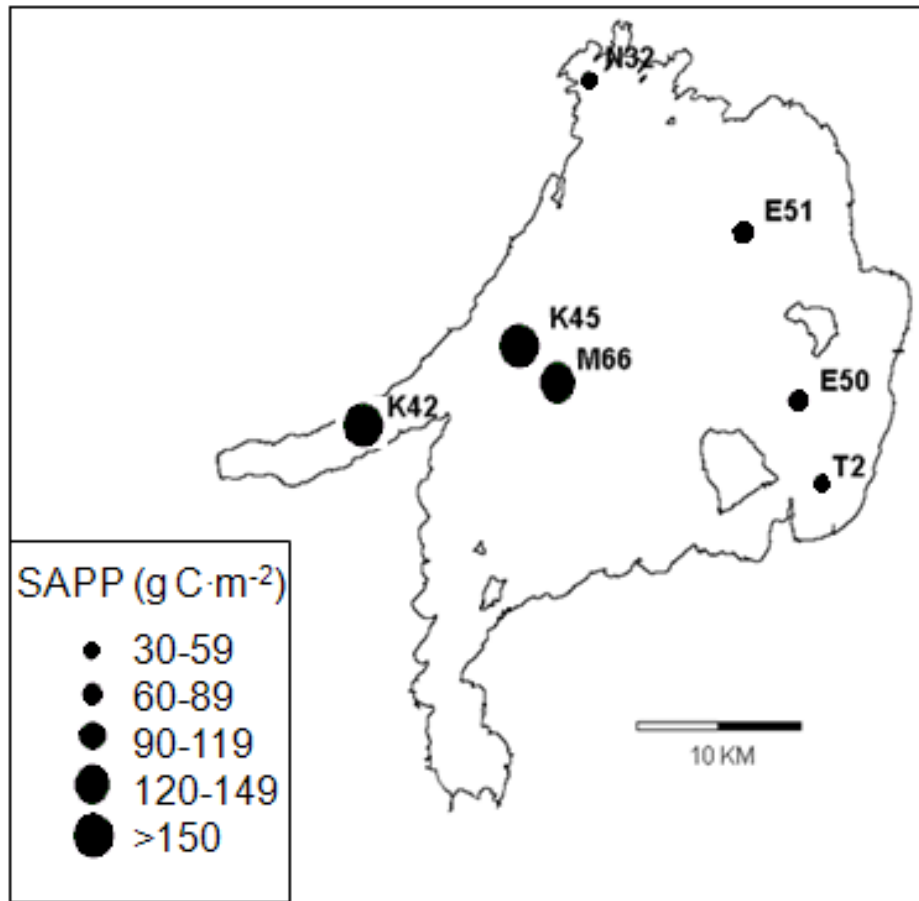 N32
E51
K45
M66
E50
K42
T2
SAPP (g C·m-2)
30-59
60-89
90-119
120-149
>150
10 KM